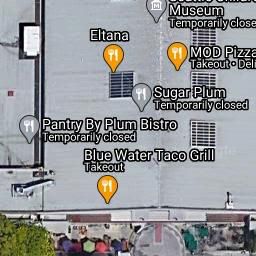 Museum
Temporarily close
Eltana
MOD Pizza
Takeout • Deli
Sugar Plum
Temporarily closed
Pantry By Plum Bistro
Temporarily closed
Blue Water Taco Grill
Takeout